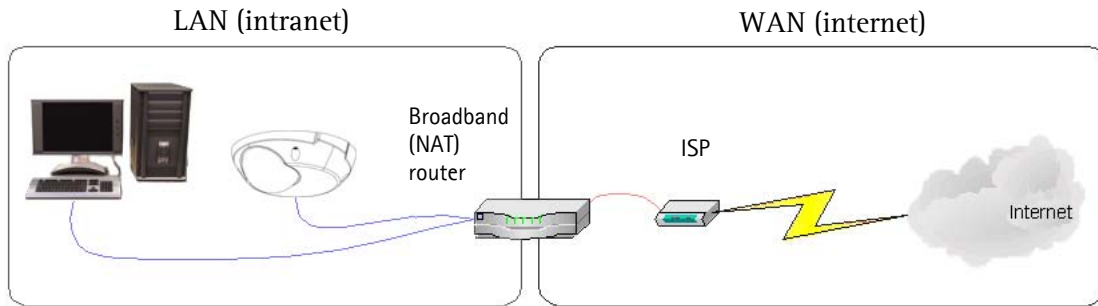 LAN (intranet)
WAN (internet)
Broadband
(NAT)
router
ISP
Internet